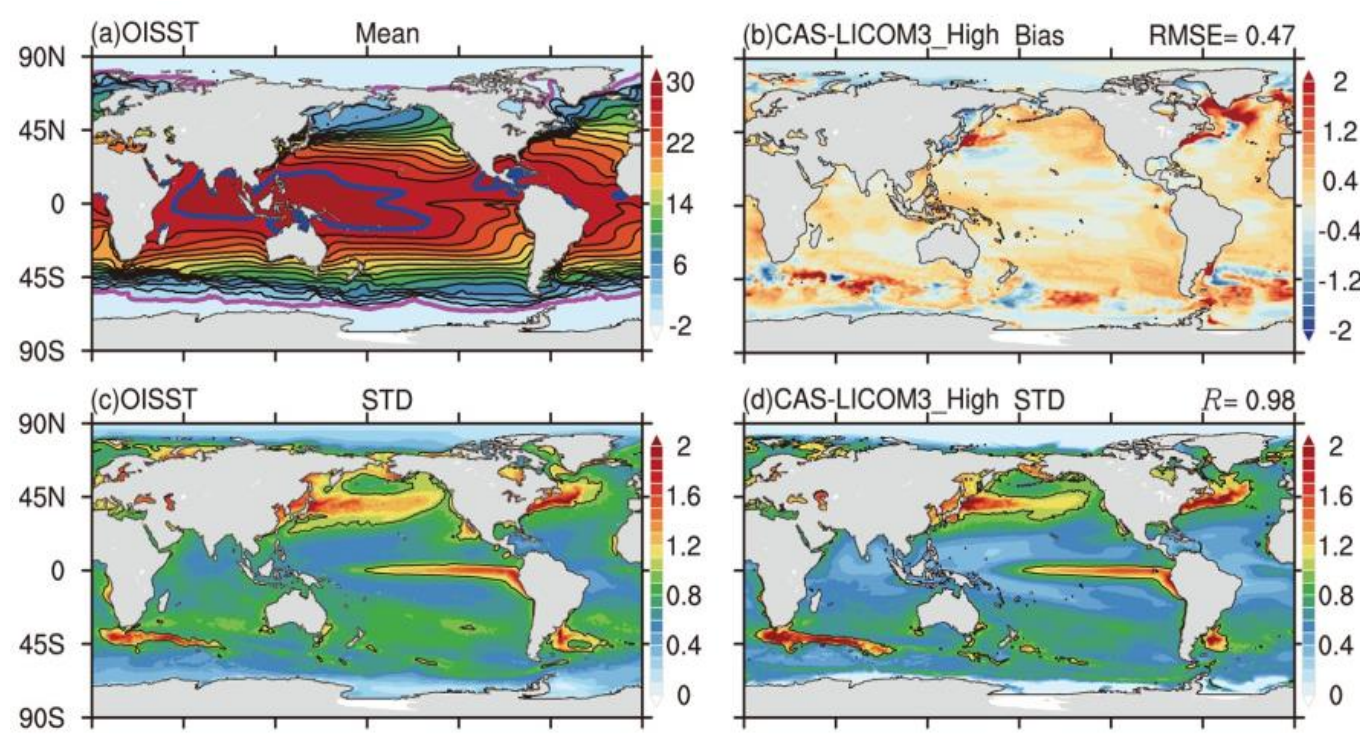 (a)OISST Mean
(b)CAS-LICOM3_High Bias RMSE= 0.47
90N
45N
0
45S
90S
30
22
14
6
-2
2
1.2
0.4
-0.4
-1.2
-2
(c)OISST STD
(d)CAS-LICOM3_High STD R= 0.98
90N
45N
0
45S
90S
2
1.6
1.2
0.8
0.4
0
2
1.6
1.2
0.8
0.4
0